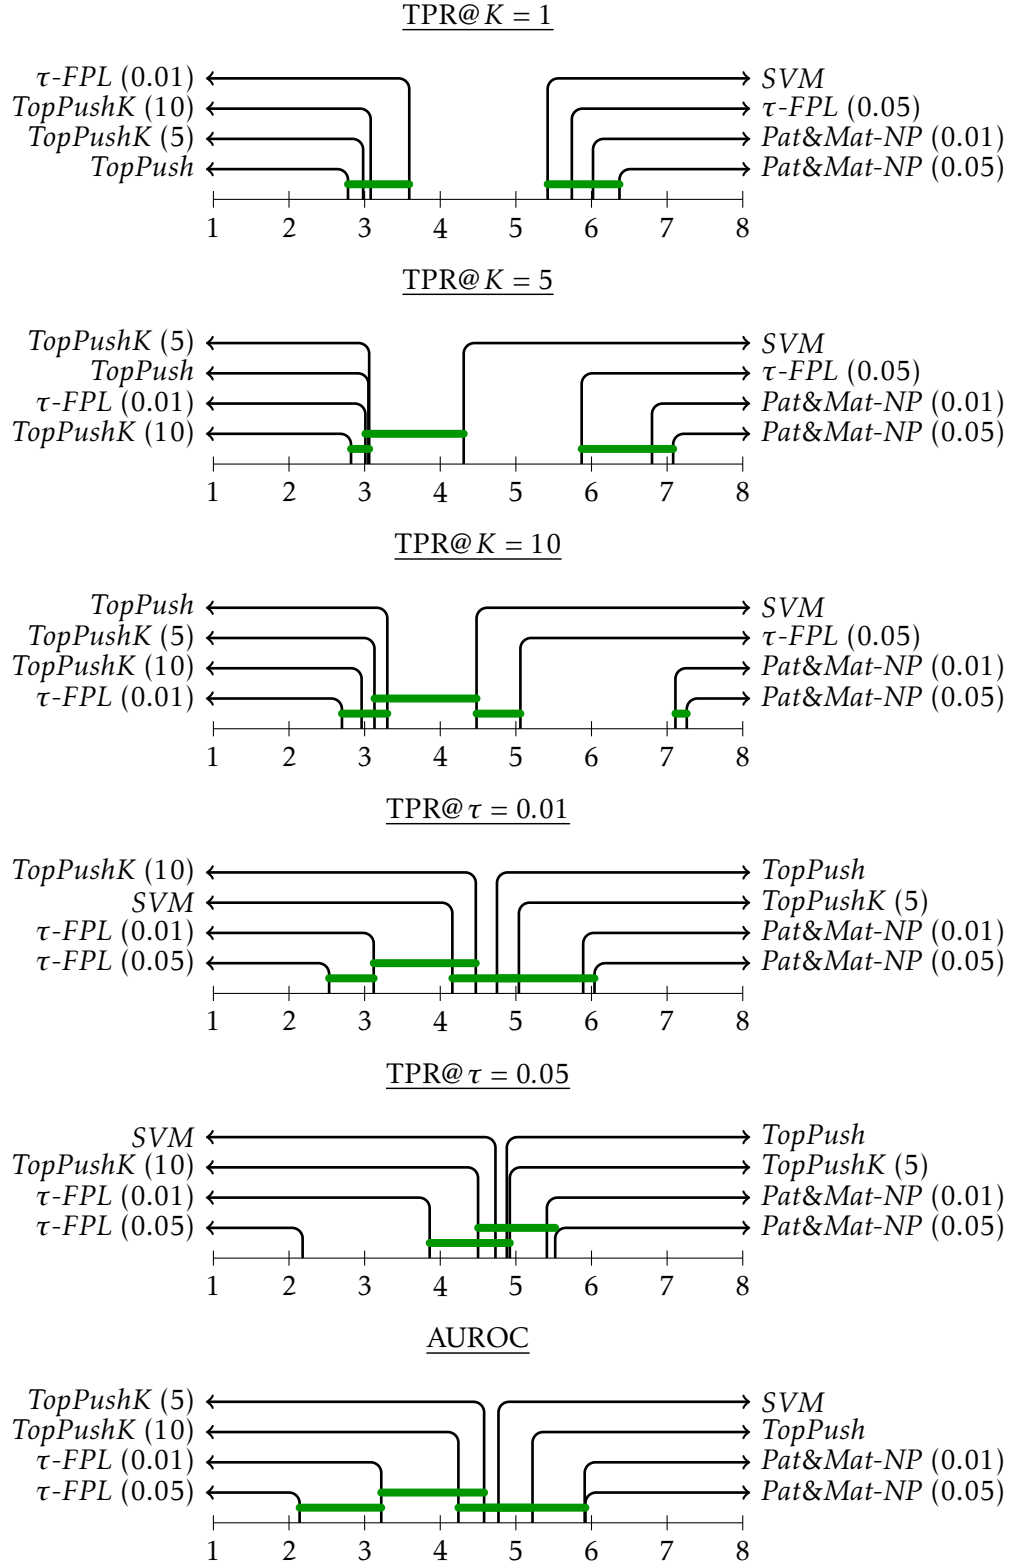 TPR@K = 1
τ-FPL (0.01) SVM
TopPushK (10) τ-FPL (0.05)
TopPushK (5) Pat&Mat-NP (0.01)
TopPush Pat&Mat-NP (0.05)
1 2 3 4 5 6 7 8
TPR@K = 5
TopPushK (5) SVM
TopPush τ-FPL (0.05)
τ-FPL (0.01) Pat&Mat-NP (0.01)
TopPushK (10) Pat&Mat-NP (0.05)
1 2 3 4 5 6 7 8
TPR@K = 10
TopPush SVM
TopPushK (5) τ-FPL (0.05)
TopPushK (10) Pat&Mat-NP (0.01)
τ-FPL (0.01) Pat&Mat-NP (0.05)
1 2 3 4 5 6 7 8
TPR@τ = 0.01
TopPushK (10) TopPush
SVM TopPushK (5)
τ-FPL (0.01) Pat&Mat-NP (0.01)
τ-FPL (0.05) Pat&Mat-NP (0.05)
1 2 3 4 5 6 7 8
TPR@τ = 0.05
SVM TopPush
TopPushK (10) TopPushK (5)
τ-FPL (0.01) Pat&Mat-NP (0.01)
τ-FPL (0.05) Pat&Mat-NP (0.05)
1 2 3 4 5 6 7 8
AUROC
TopPushK (5) SVM
TopPushK (10) TopPush
τ-FPL (0.01) Pat&Mat-NP (0.01)
τ-FPL (0.05) Pat&Mat-NP (0.05)
1 2 3 4 5 6 7 8